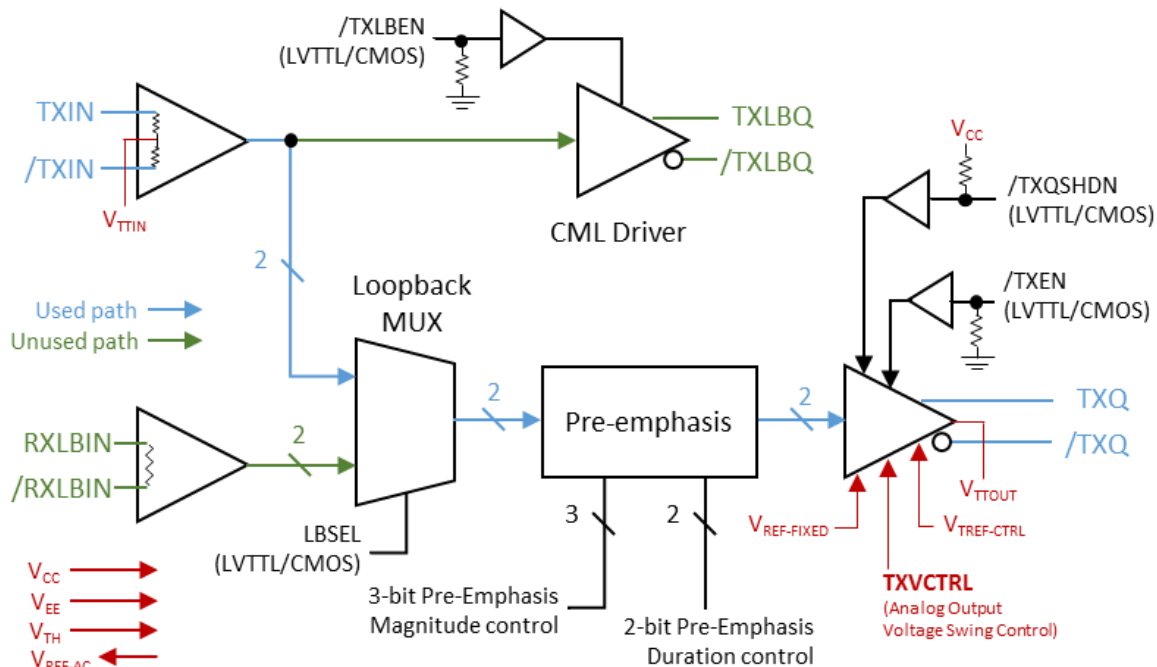 /TXLBEN
(LVTTL/CMOS)
TXIN
/TXIN
VTTIN
TXLBQ
/TXLBQ
CML Driver
VCC
/TXQSHDN
(LVTTL/CMOS)
/TXEN
(LVTTL/CMOS)
2
Loopback
MUX
Used path
Unused path
RXLBIN
/RXLBIN
2
2
Pre-emphasis
2
TXQ
/TXQ
VTTOUT
VREF-FIXED
VTREF-CTRL
LBSEL
(LVTTL/CMOS)
3
2
3-bit Pre-Emphasis
Magnitude control
2-bit Pre-Emphasis
Duration control
TXVCTRL
(Analog Output
Voltage Swing Control)
VCC
VEE
VTH
VREF-AC